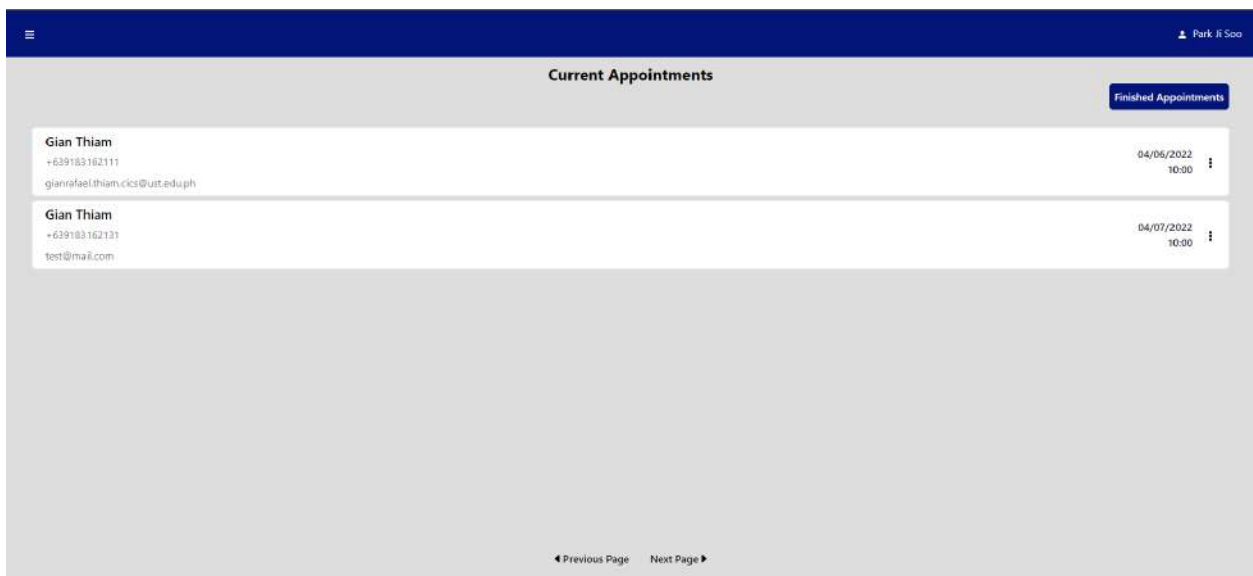 Park Ji Soo
Current Appointments
Finished Appointments
Gian Thiam
+639183162111
gianrafael.thiam.cics@ust.edu.ph
04/06/2022
10:00
Gian Thiam
+639183162131
test@mail.com
04/07/2022
10:00
Previous Page Next Page